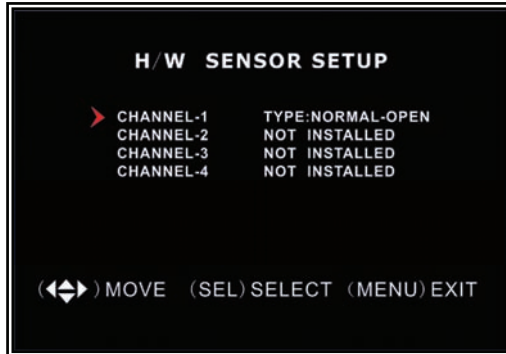 H/W SENSOR SETUP
CHANNEL-1 TYPE:NORMAL-OPEN
CHANNEL-2 NOT INSTALLED
CHANNEL-3 NOT INSTALLED
CHANNEL-4 NOT INSTALLED
( ) MOVE (SEL) SELECT (MENU) EXIT